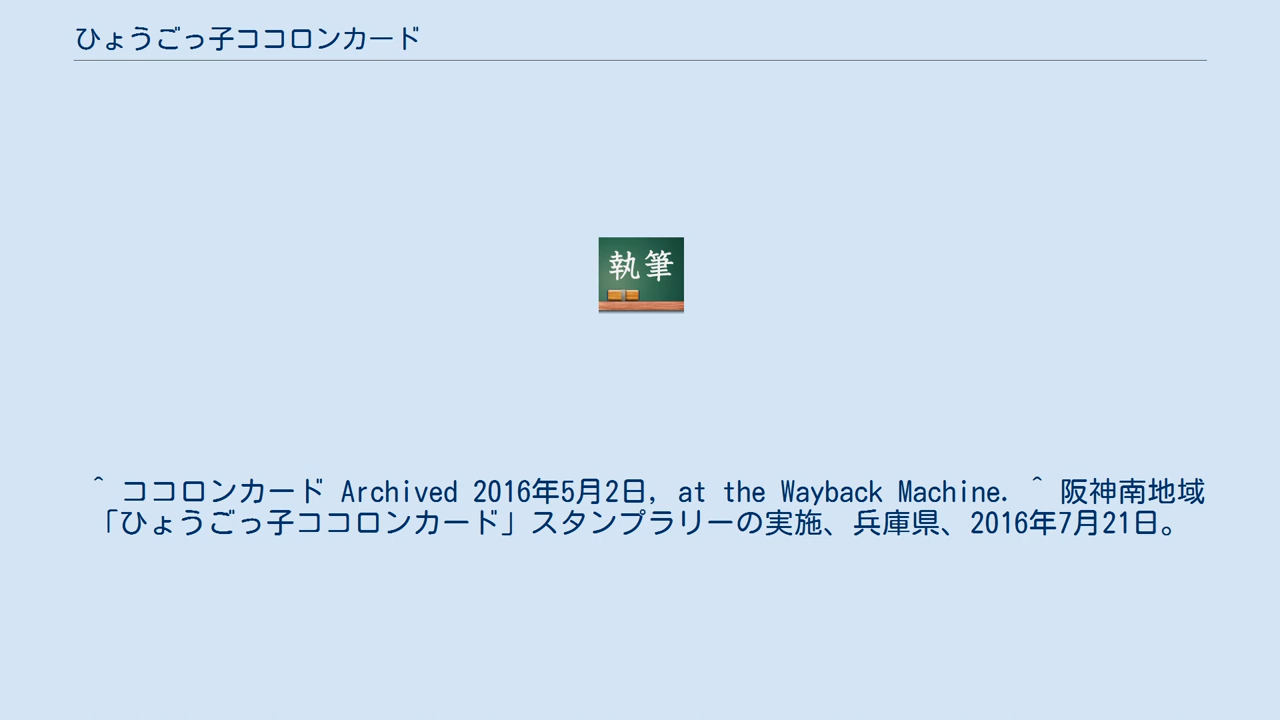 ひょうごっ子ココロンカード
執筆
^ ココロンカード Archived 2016年5月2日, at the Wayback Machine. ^ 阪神南地域
「ひょうごっ子ココロンカード」スタンプラリーの実施、兵庫県、2016年7月21日。